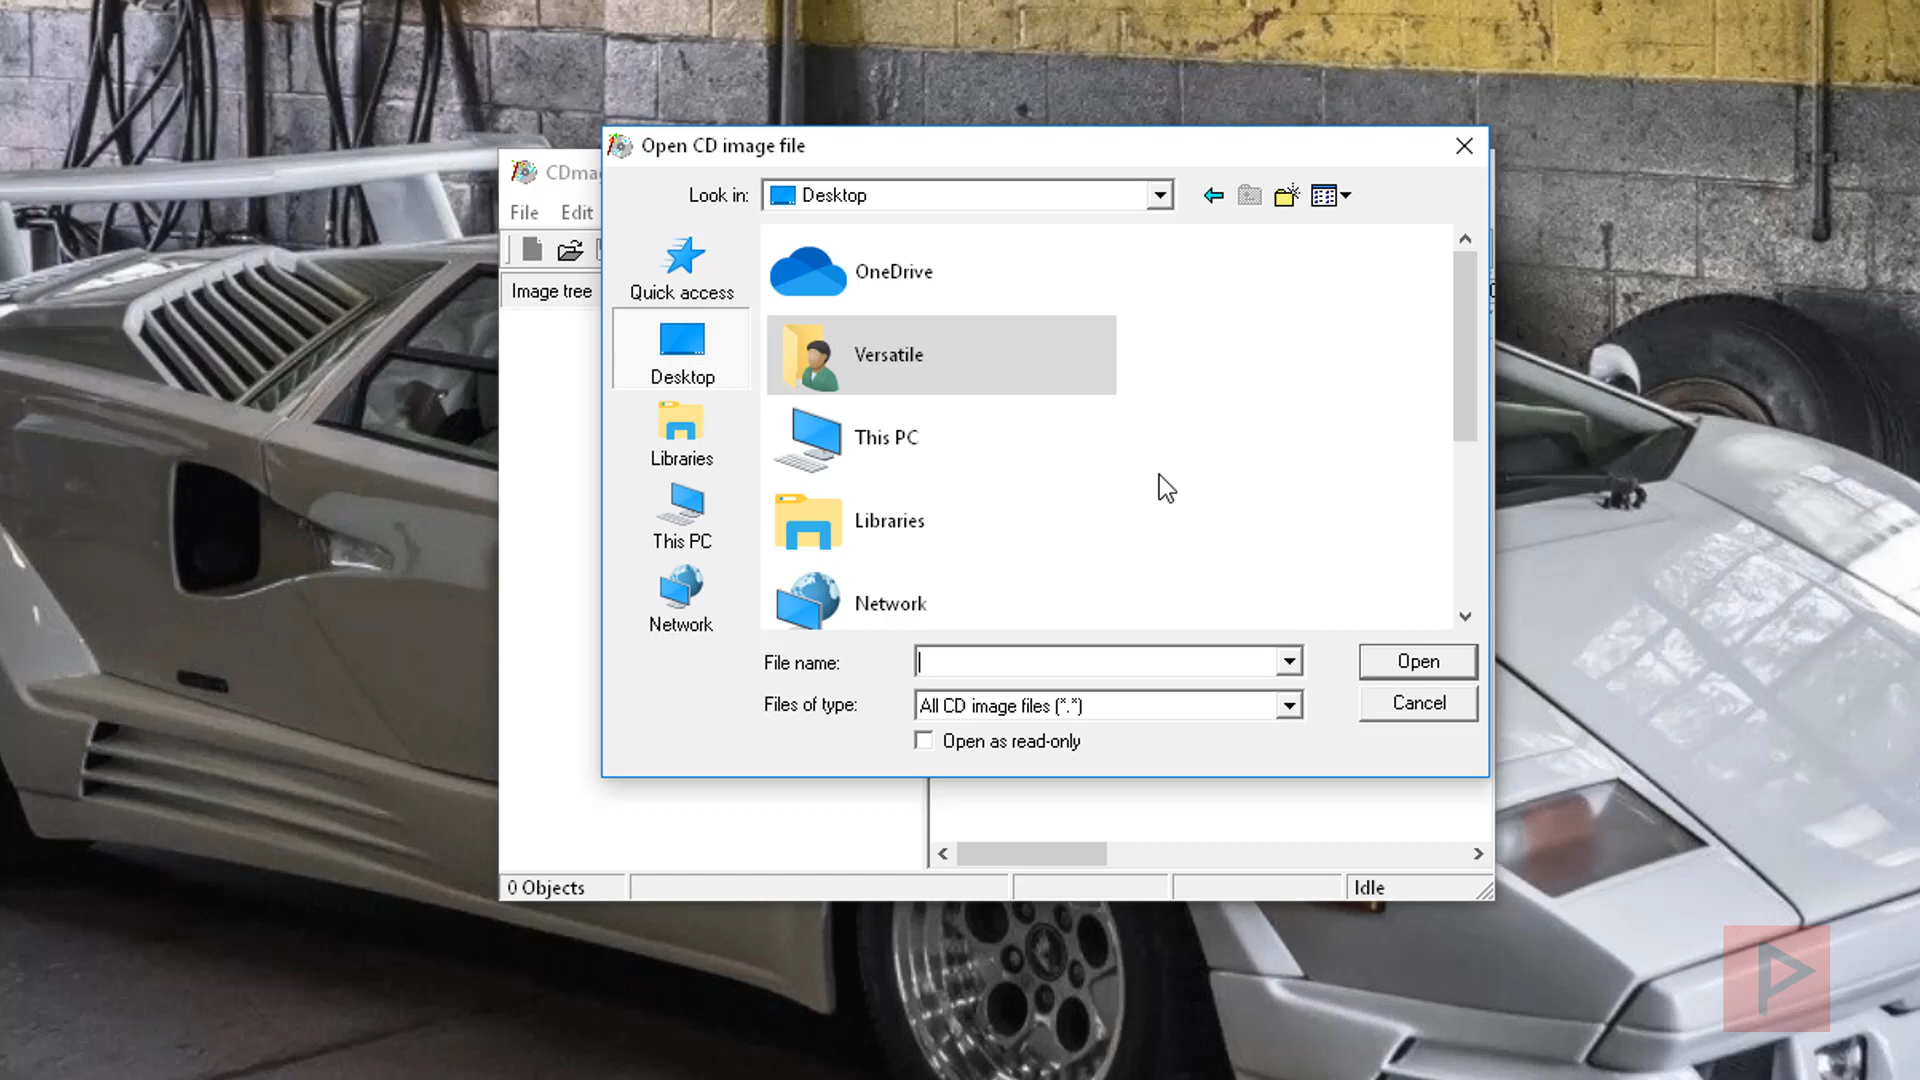 Open CD image file
CDma
Look in:
Desktop
File
Edit
Quick access
OneDrive
Image tree
Versatile
Desktop
This PC
Libraries
Libraries
This PC
Network
Network
File name:
Open
Files of type:
All CD image files (*.*)
Cancel
Open as read-only
0 Objects
Idle
P